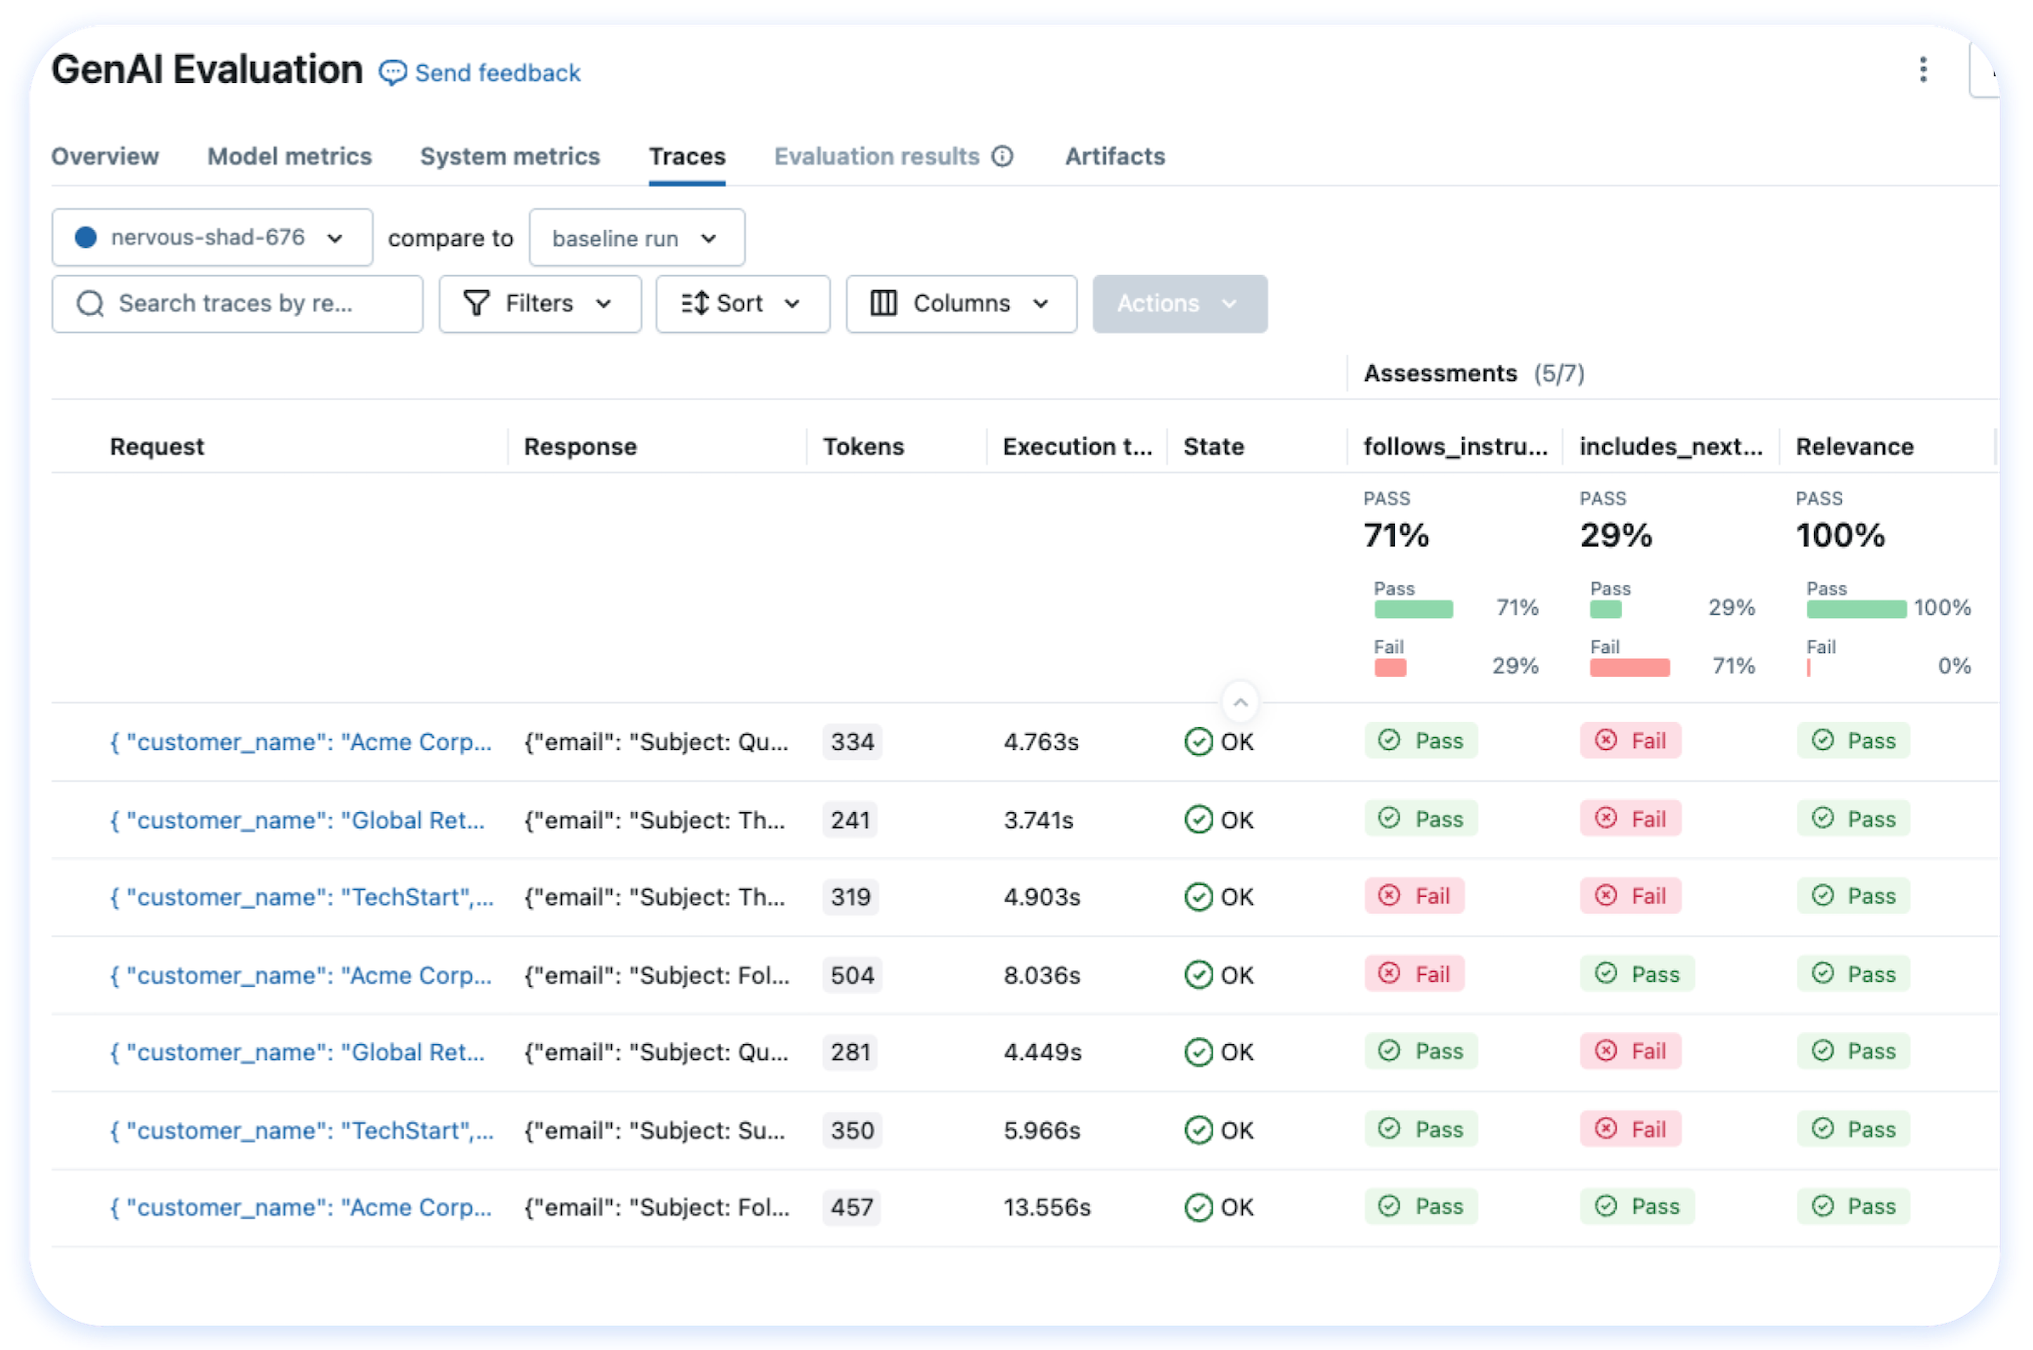 GenAI Evaluation Send feedback
Overview Model metrics System metrics Traces Evaluation results Artifacts
nervous-shad-676 compare to baseline run
Search traces by re... Filters Sort Columns Actions
Assessments (5/7)
Request Response Tokens Execution t... State follows_instru... includes_next... Relevance
PASS PASS PASS
71% 29% 100%
Pass Pass Pass
71% 29% 100%
Fail Fail Fail
29% 71% 0%
{ "customer_name": "Acme Corp... {"email": "Subject: Qu... 334 4.763s OK Pass Fail Pass
{ "customer_name": "Global Ret... {"email": "Subject: Th... 241 3.741s OK Pass Fail Pass
{ "customer_name": "TechStart",... {"email": "Subject: Th... 319 4.903s OK Fail Fail Pass
{ "customer_name": "Acme Corp... {"email": "Subject: Fol... 504 8.036s OK Fail Pass Pass
{ "customer_name": "Global Ret... {"email": "Subject: Qu... 281 4.449s OK Pass Fail Pass
{ "customer_name": "TechStart",... {"email": "Subject: Su... 350 5.966s OK Pass Fail Pass
{ "customer_name": "Acme Corp... {"email": "Subject: Fol... 457 13.556s OK Pass Pass Pass